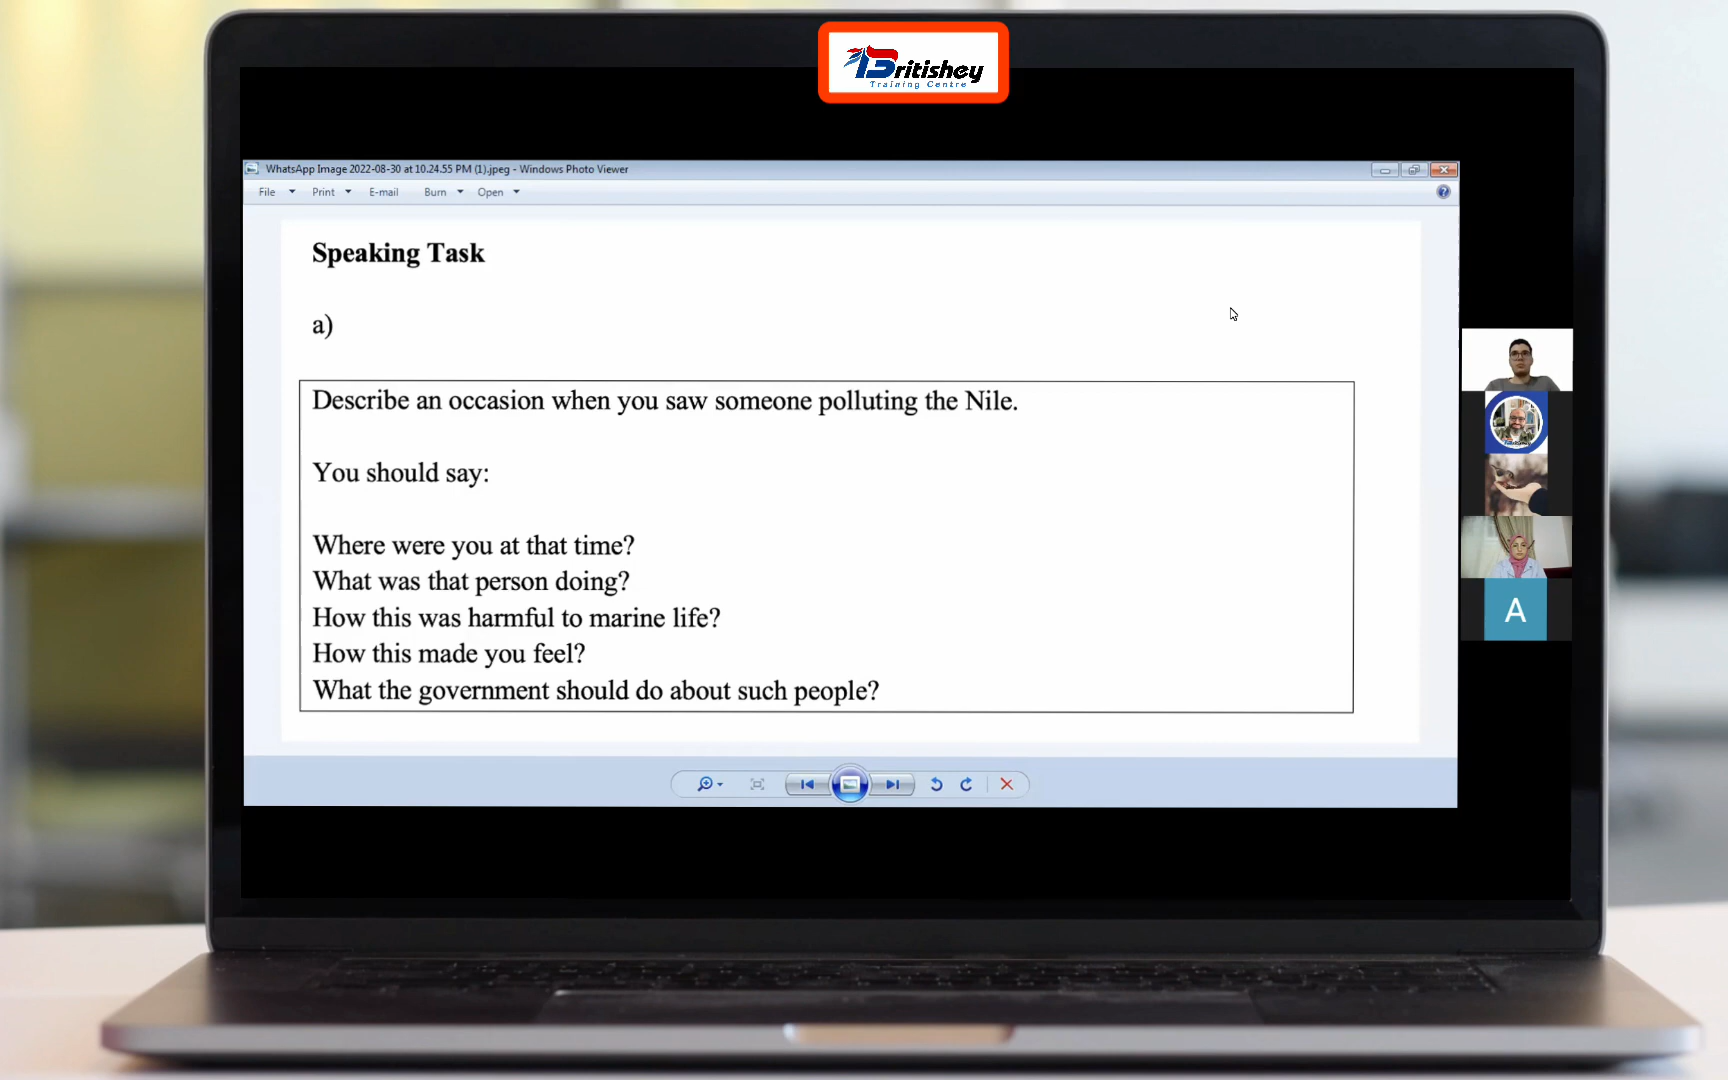 Britishey
Training Centre
WhatsApp Image 2022-08-30 at 10.24.55 PM (1).jpeg - Windows Photo Viewer
File Print E-mail Burn Open
Speaking Task
a)
Describe an occasion when you saw someone polluting the Nile.
You should say:
Where were you at that time?
What was that person doing?
How this was harmful to marine life?
How this made you feel?
What the government should do about such people?
A